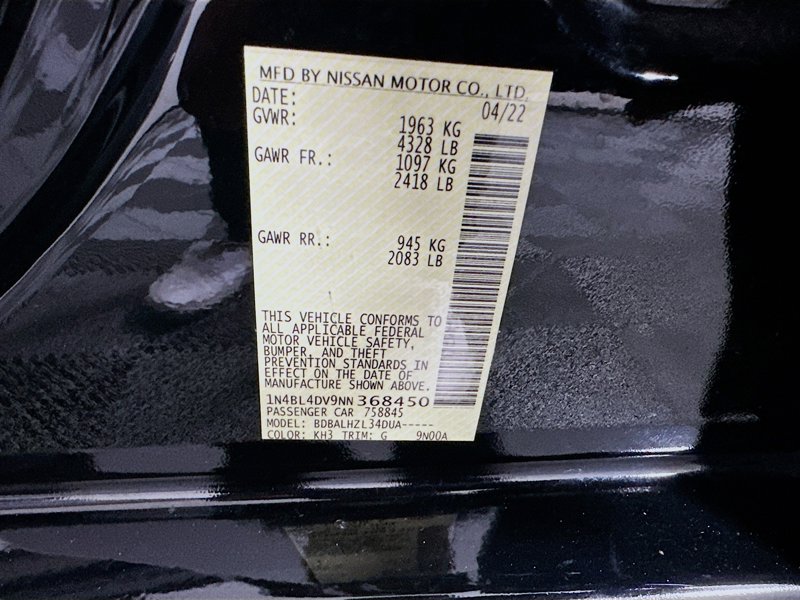 MFD BY NISSAN MOTOR CO., LTD.
DATE: 04/22
GVWR: 1963 KG
4328 LB
GAWR FR.: 1097 KG
2418 LB
GAWR RR.: 945 KG
2083 LB
THIS VEHICLE CONFORMS TO
ALL APPLICABLE FEDERAL
MOTOR VEHICLE SAFETY,
BUMPER, AND THEFT
PREVENTION STANDARDS IN
EFFECT ON THE DATE OF
MANUFACTURE SHOWN ABOVE.
1N4BL4DV9NN368450
PASSENGER CAR 758845
MODEL: BDBALHZL34DUA-----
COLOR: KH3 TRIM: G 9N00A